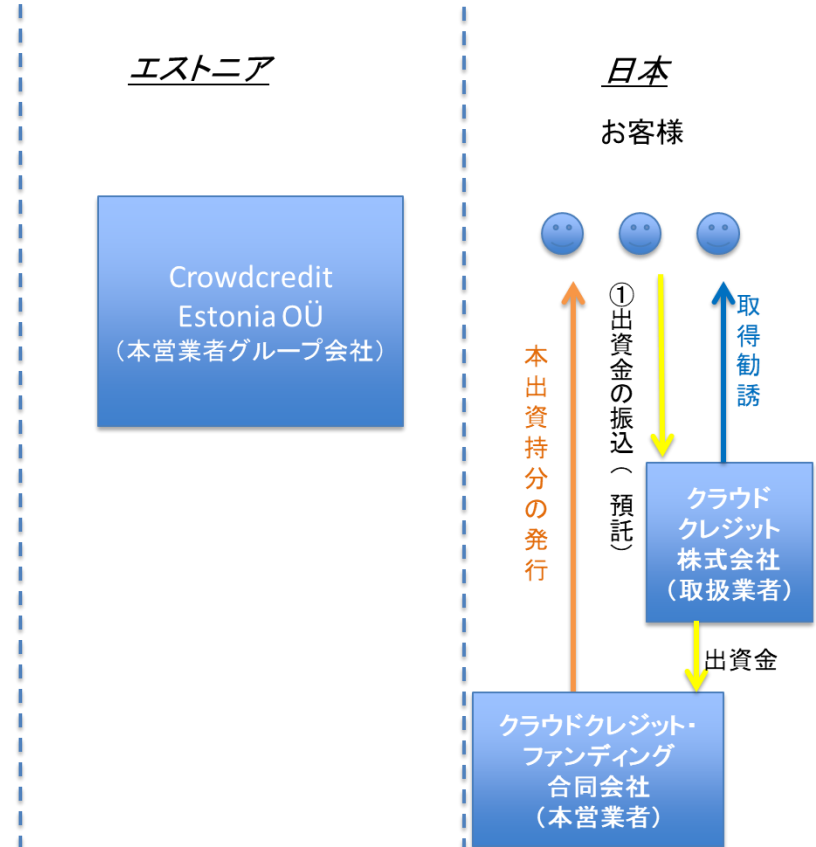 エストニア
日本
お客様
Crowdcredit
Estonia OÜ
（本営業者グループ会社）
本出資持分の発行
①出資金の振込（ 預託）
取得勧誘
クラウド
クレジット
株式会社
（取扱業者）
出資金
クラウドクレジット・
ファンディング
合同会社
（本営業者）